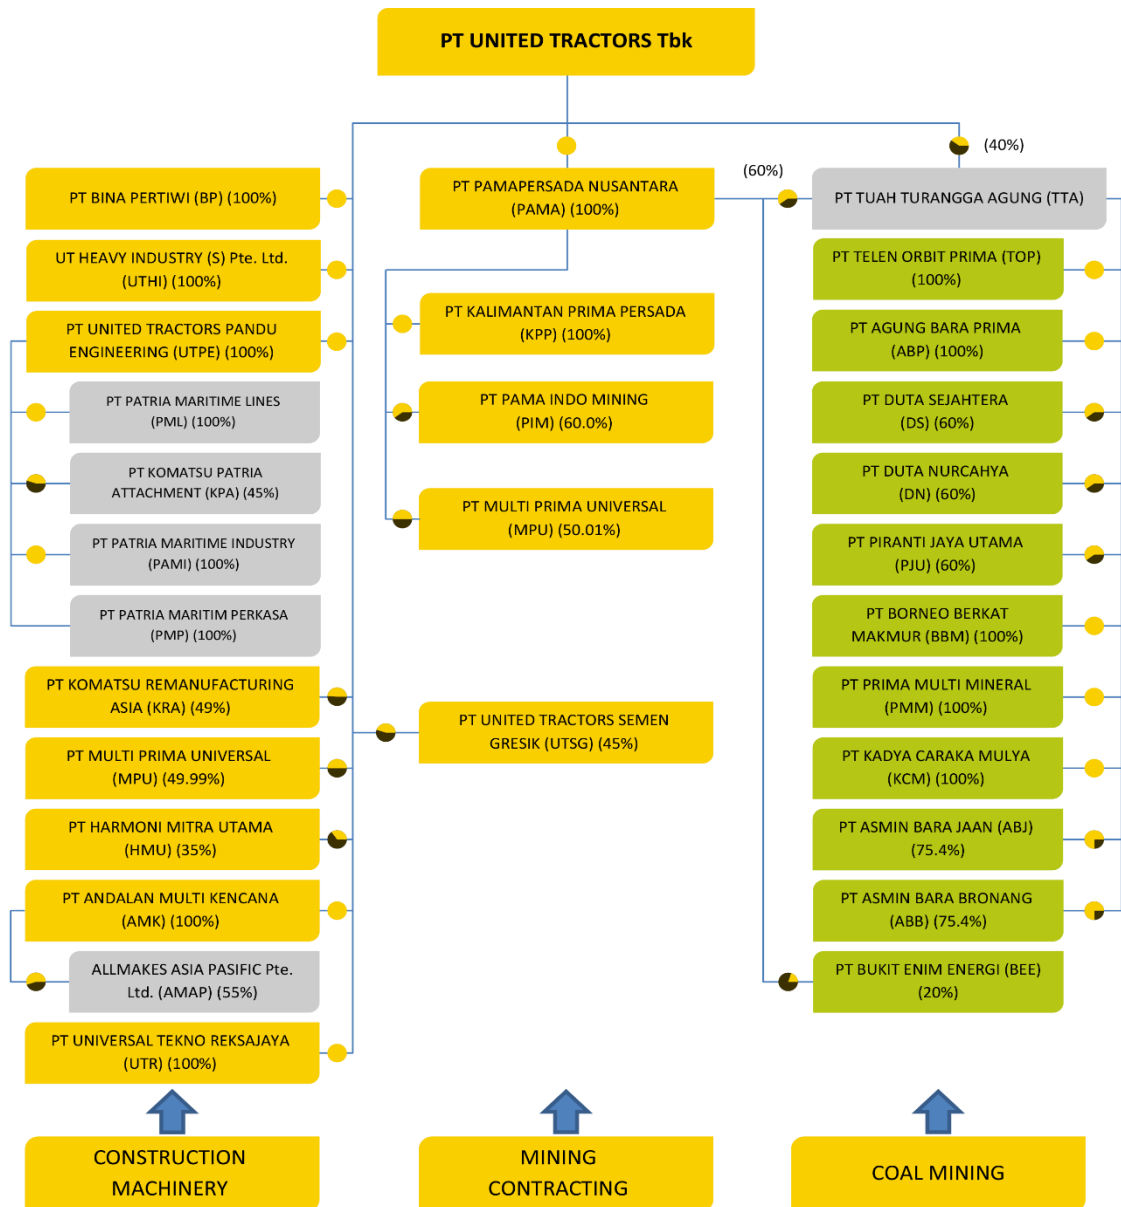 PT UNITED TRACTORS Tbk
(40%)
(60%)
PT BINA PERTIWI (BP) (100%)
UT HEAVY INDUSTRY (S) Pte. Ltd.
(UTHI) (100%)
PT UNITED TRACTORS PANDU
ENGINEERING (UTPE) (100%)
PT PATRIA MARITIME LINES
(PML) (100%)
PT KOMATSU PATRIA
ATTACHMENT (KPA) (45%)
PT PATRIA MARITIME INDUSTRY
(PAMI) (100%)
PT PATRIA MARITIM PERKASA
(PMP) (100%)
PT KOMATSU REMANUFACTURING
ASIA (KRA) (49%)
PT MULTI PRIMA UNIVERSAL
(MPU) (49.99%)
PT HARMONI MITRA UTAMA
(HMU) (35%)
PT ANDALAN MULTI KENCANA
(AMK) (100%)
ALLMAKES ASIA PASIFIC Pte.
Ltd. (AMAP) (55%)
PT UNIVERSAL TEKNO REKSAJAYA
(UTR) (100%)
CONSTRUCTION
MACHINERY
PT PAMAPERSADA NUSANTARA
(PAMA) (100%)
PT KALIMANTAN PRIMA PERSADA
(KPP) (100%)
PT PAMA INDO MINING
(PIM) (60.0%)
PT MULTI PRIMA UNIVERSAL
(MPU) (50.01%)
PT UNITED TRACTORS SEMEN
GRESIK (UTSG) (45%)
MINING
CONTRACTING
PT TUAH TURANGGA AGUNG (TTA)
PT TELEN ORBIT PRIMA (TOP)
(100%)
PT AGUNG BARA PRIMA
(ABP) (100%)
PT DUTA SEJAHTERA
(DS) (60%)
PT DUTA NURCAHYA
(DN) (60%)
PT PIRANTI JAYA UTAMA
(PJU) (60%)
PT BORNEO BERKAT
MAKMUR (BBM) (100%)
PT PRIMA MULTI MINERAL
(PMM) (100%)
PT KADYA CARAKA MULYA
(KCM) (100%)
PT ASMIN BARA JAAN (ABJ)
(75.4%)
PT ASMIN BARA BRONANG
(ABB) (75.4%)
PT BUKIT ENIM ENERGI (BEE)
(20%)
COAL MINING